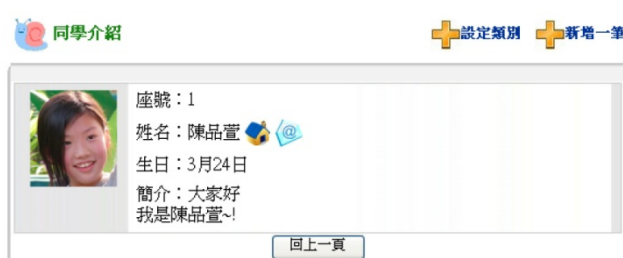 同學介紹
設定類別
新增一筆
座號：1
姓名：陳品萱
生日：3月24日
簡介：大家好
我是陳品萱~!
回上一頁